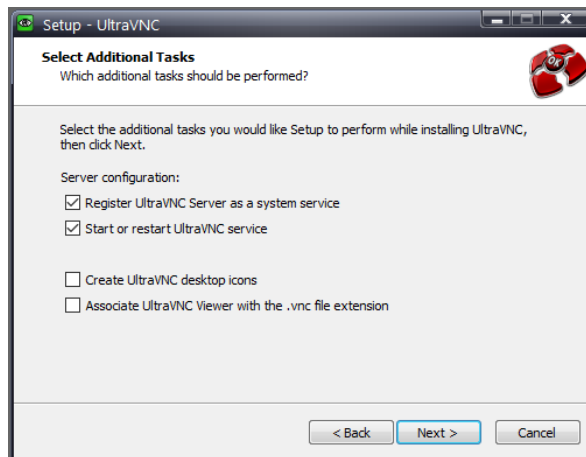 Setup - UltraVNC
Select Additional Tasks
Which additional tasks should be performed?
OK
Select the additional tasks you would like Setup to perform while installing UltraVNC,
then click Next.
Server configuration:
Register UltraVNC Server as a system service
Start or restart UltraVNC service
Create UltraVNC desktop icons
Associate UltraVNC Viewer with the .vnc file extension
< Back
Next >
Cancel